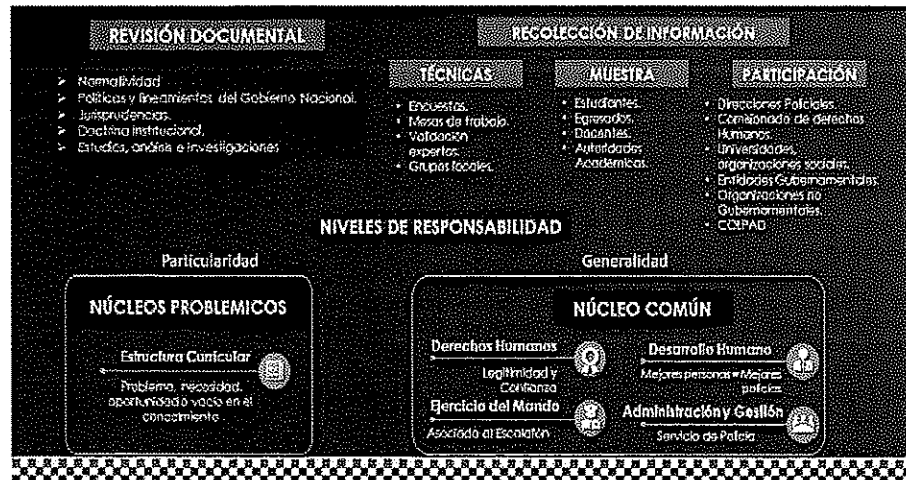 REVISIÓN DOCUMENTAL
Normatividad
Políticas y lineamientos del Gobierno Nacional.
Jurisprudencias.
Doctrina institucional.
Estudios, análisis e investigaciones
RECOLECCIÓN DE INFORMACIÓN
TÉCNICAS
Encuestas.
Mesas de trabajo.
Validación
expertos.
Grupos focales.
MUESTRA
Estudiantes.
Egresados.
Docentes.
Autoridades
Académicas.
PARTICIPACIÓN
Direcciones Policiales.
Comisionado de derechos
Humanos.
Universidades,
organizaciones sociales.
Entidades Gubernamentales
Organizaciones no
Gubernamentales.
COLPAD
NIVELES DE RESPONSABILIDAD
Particularidad
NÚCLEOS PROBLEMICOS
Estructura Curricular
Problema, necesidad,
oportunidad o vacío en el
conocimiento
Generalidad
NÚCLEO COMÚN
Derechos Humanos
Legitimidad y
Confianza
Desarrollo Humano
Mejores personas = Mejores
policías
Ejercicio del Mando
Asociado al Escalafón
Administración y Gestión
Servicio de Policía